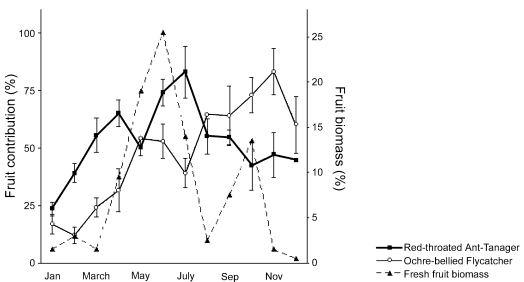 Fruit contribution (%)
100
75
50
25
0
Fruit biomass (%)
25
20
15
10
5
0
Jan March May July Sep Nov
Red-throated Ant-Tanager
Ochre-bellied Flycatcher
Fresh fruit biomass